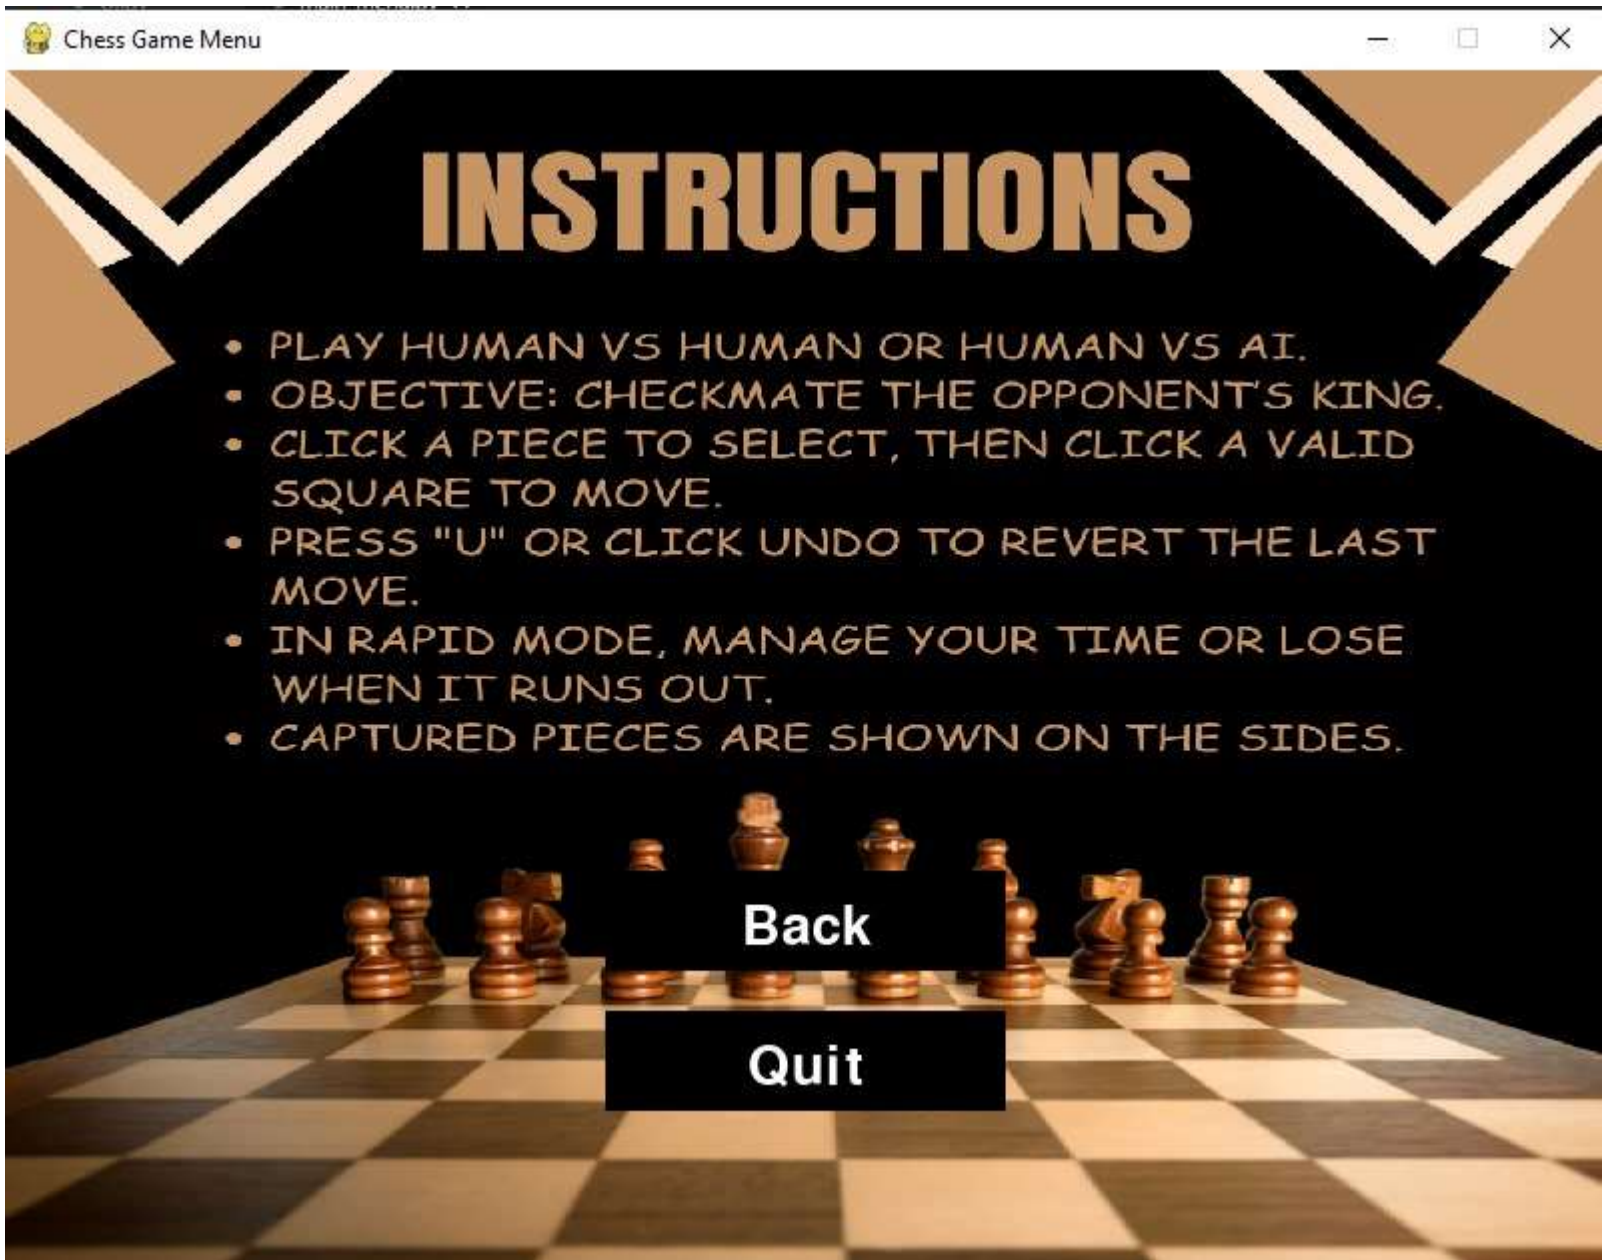 Chess Game Menu
INSTRUCTIONS
• PLAY HUMAN VS HUMAN OR HUMAN VS AI.
• OBJECTIVE: CHECKMATE THE OPPONENT'S KING.
• CLICK A PIECE TO SELECT, THEN CLICK A VALID
SQUARE TO MOVE.
• PRESS "U" OR CLICK UNDO TO REVERT THE LAST
MOVE.
• IN RAPID MODE, MANAGE YOUR TIME OR LOSE
WHEN IT RUNS OUT.
• CAPTURED PIECES ARE SHOWN ON THE SIDES.
Back
Quit